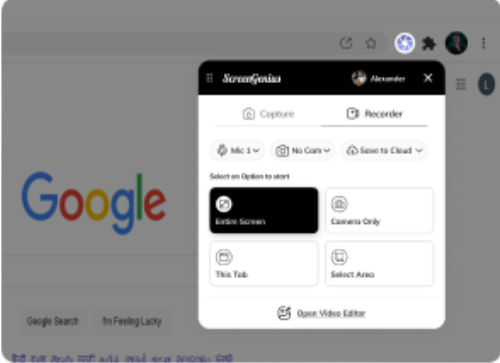 ScreenGenius Alexander
Capture Recorder
Mic 1 No Cam Save to Cloud
L
Select an Option to start
Google
Entire Screen Camera Only
This Tab Select Area
Open Video Editor
Google Search I'm Feeling Lucky